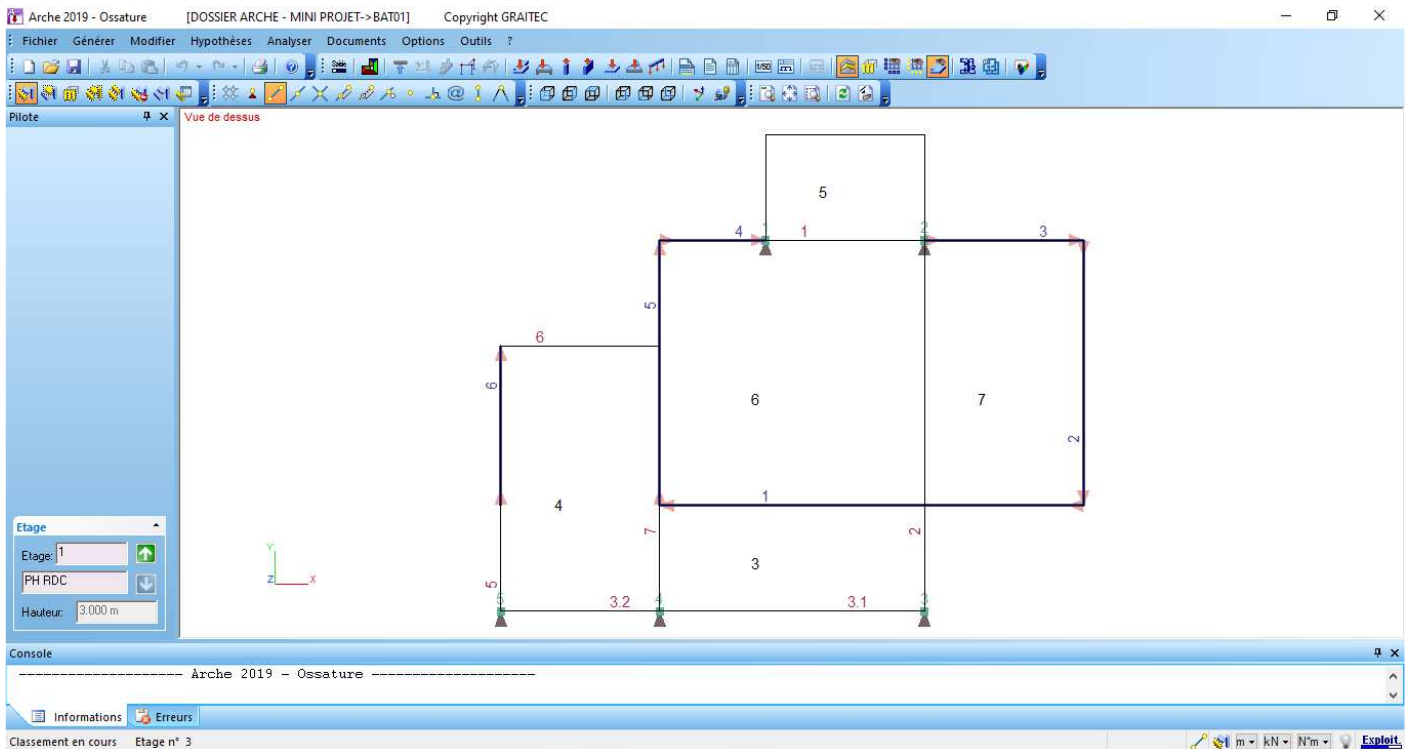 Arche 2019 - Ossature [DOSSIER ARCHE - MINI PROJET->BAT01] Copyright GRAITEC
Fichier Générer Modifier Hypothèses Analyser Documents Options Outils ?
Pilote
Vue de dessus
5
1 2
4 1 3
5
6
6
6 7
2
1
4
7 2
3
5
3.2 3.1
5 4 3
Y
Z X
Etage
Etage: 1
PH RDC
Hauteur: 3.000 m
Console
-------------------- Arche 2019 - Ossature --------------------
Informations Erreurs
Classement en cours Etage n° 3 m kN N°m Exploit.